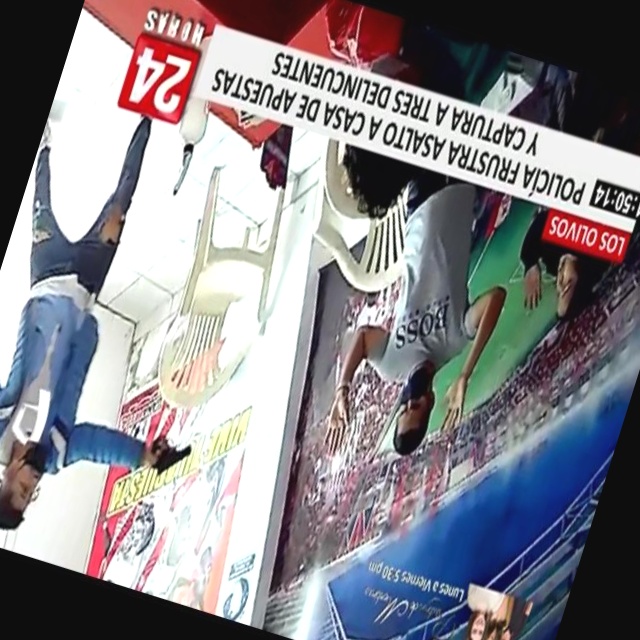 Lunes a Viernes 5:30 pm
BOSS
LOS OLIVOS
:50:14
POLICÍA FRUSTRA ASALTO A CASA DE APUESTAS
Y CAPTURA A TRES DELINCUENTES
24
HORAS